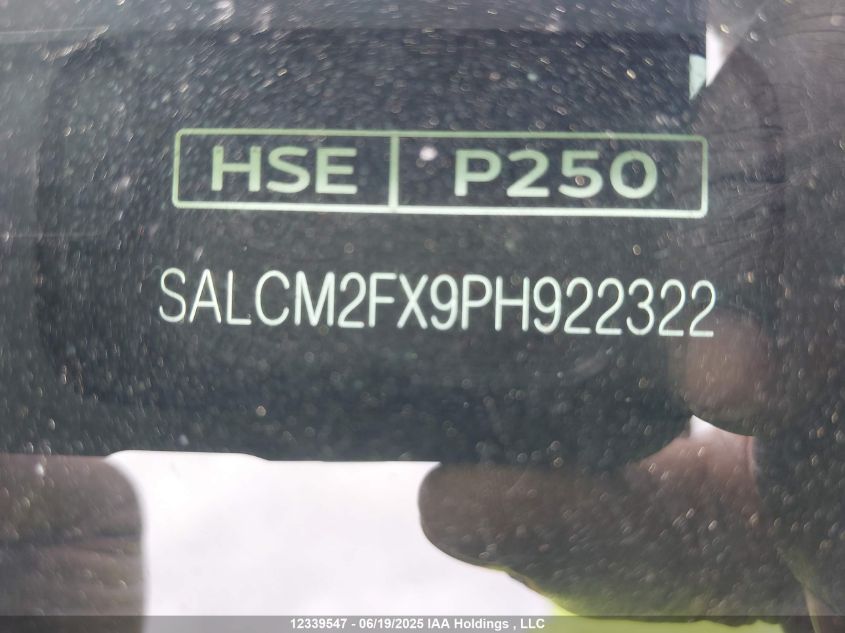 HSE P250
SALCM2FX9PH922322
12339547 - 06/19/2025 IAA Holdings , LLC